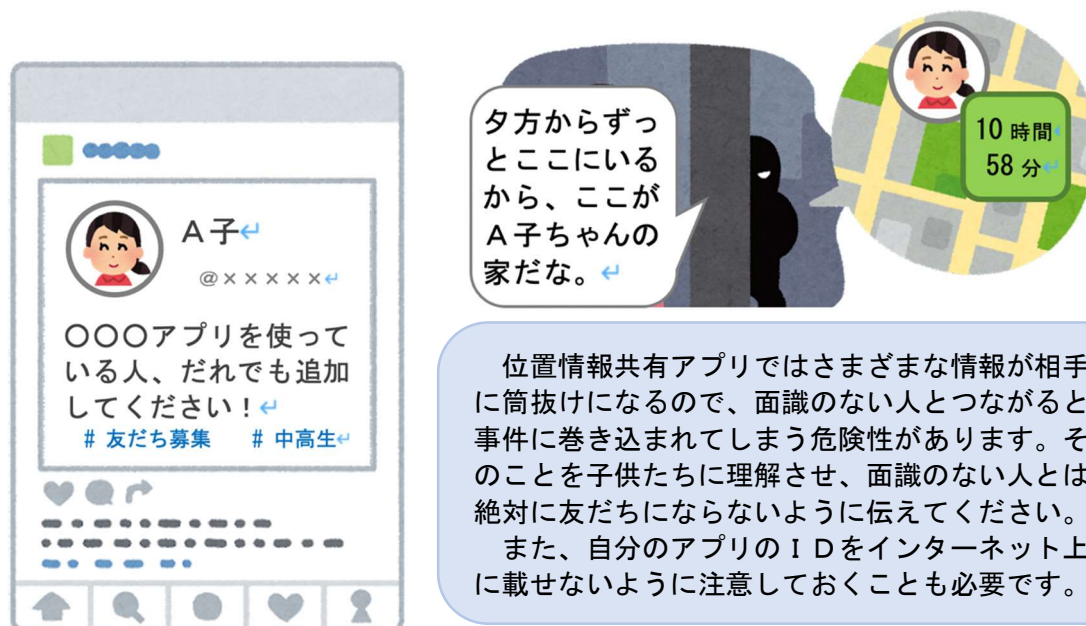 A子↵
@×××××↵
〇〇〇アプリを使って
いる人、だれでも追加
してください!↵
# 友だち募集 # 中高生↵
夕方からずっ
とここにいる
から、ここが
A子ちゃんの
家だな。↵
10 時間↵
58 分↵
位置情報共有アプリではさまざまな情報が相手
に筒抜けになるので、面識のない人とつながると
事件に巻き込まれてしまう危険性があります。そ
のことを子供たちに理解させ、面識のない人とは
絶対に友だちにならないように伝えてください。
また、自分のアプリのIDをインターネット上
に載せないように注意しておくことも必要です。